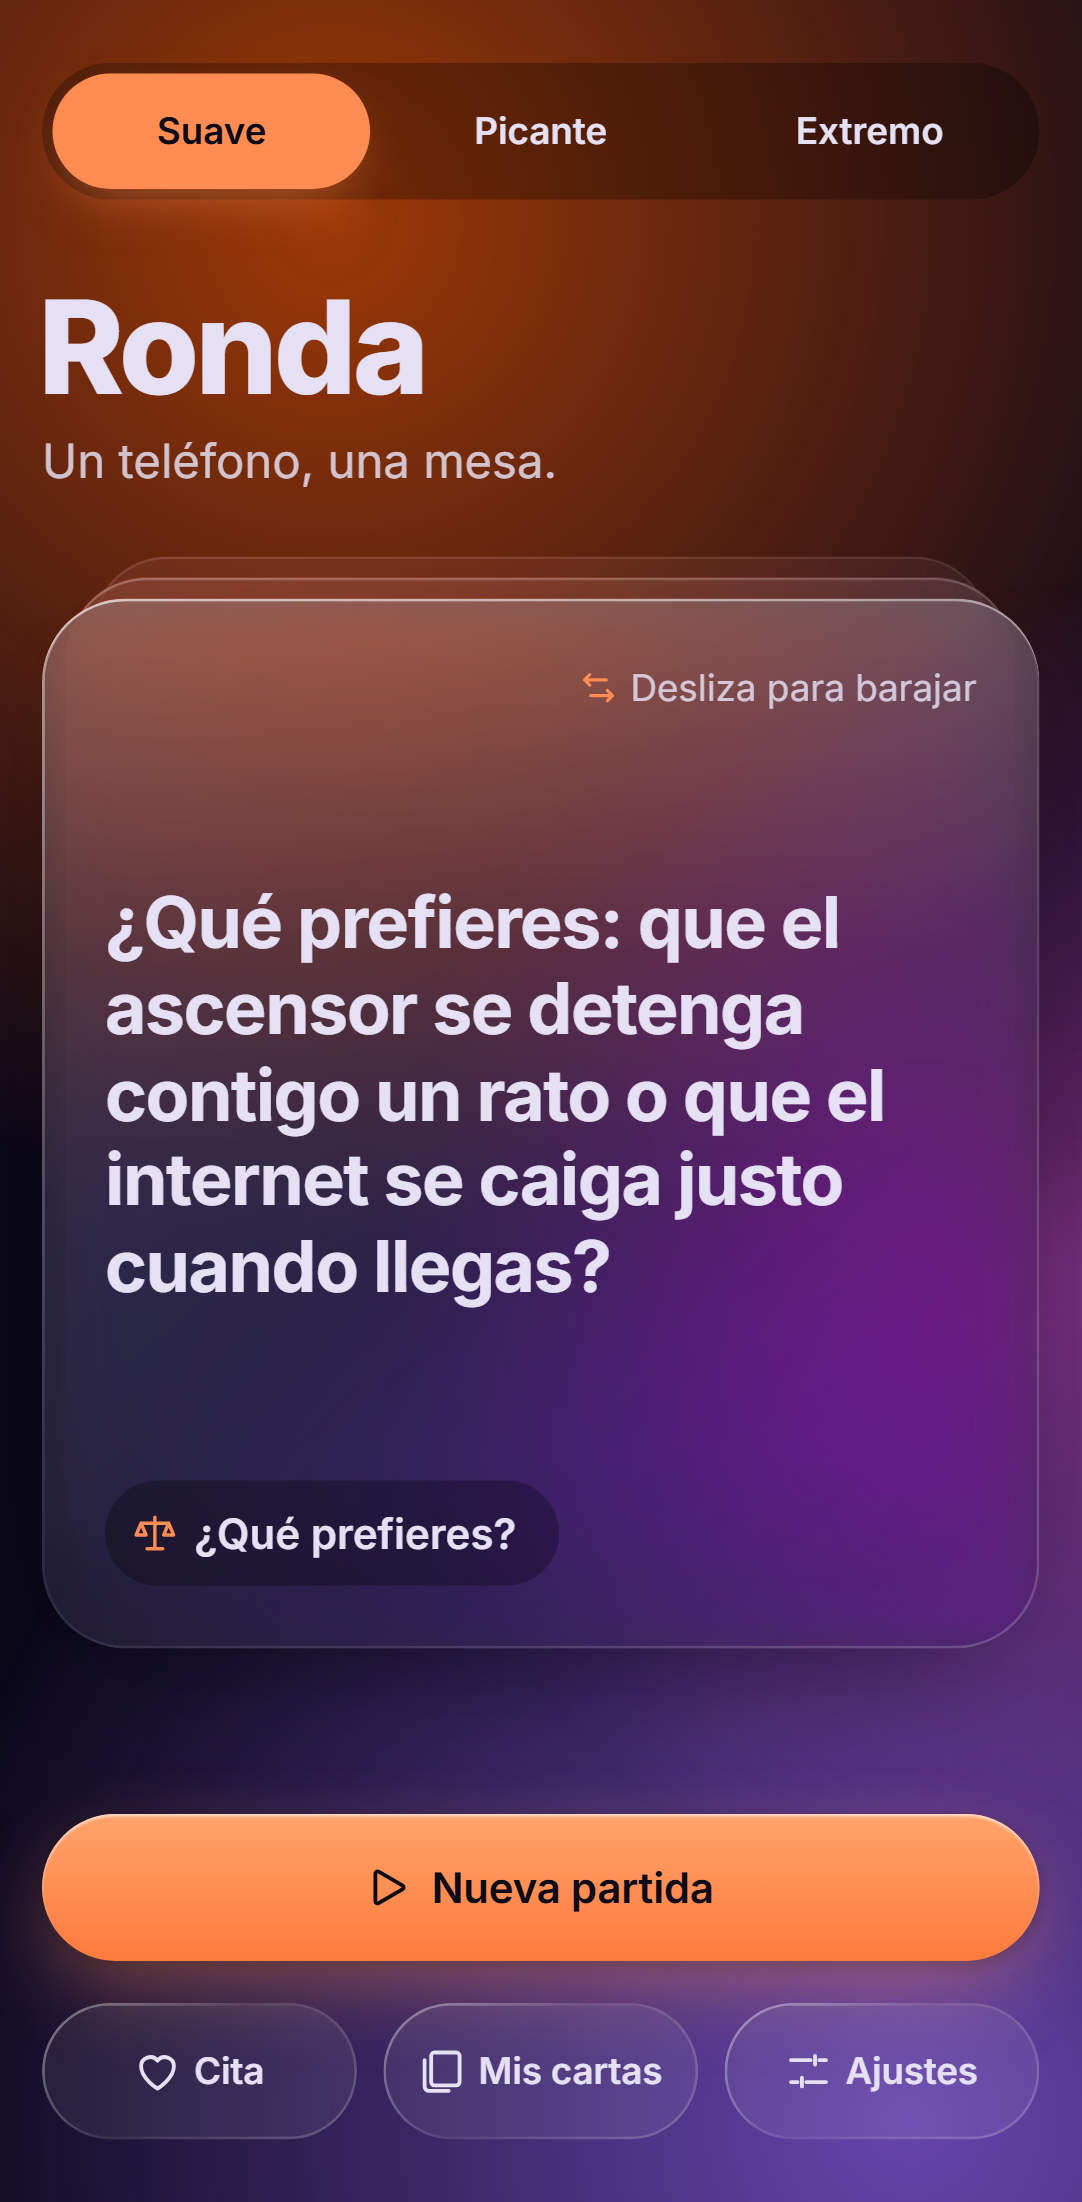 Suave
Picante
Extremo
Ronda
Un teléfono, una mesa.
Desliza para barajar
¿Qué prefieres: que el
ascensor se detenga
contigo un rato o que el
internet se caiga justo
cuando llegas?
¿Qué prefieres?
Nueva partida
Cita
Mis cartas
Ajustes